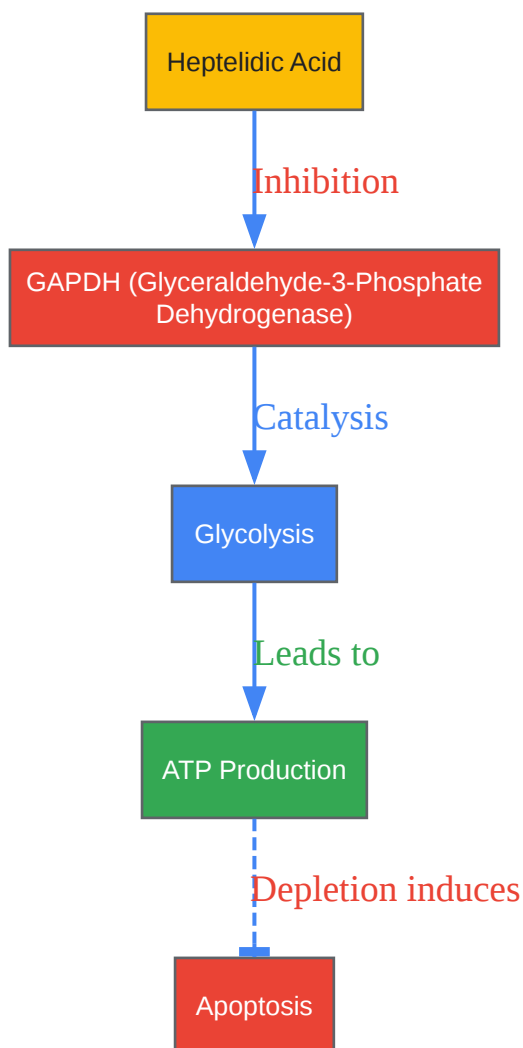 Heptelidic Acid
Inhibition
GAPDH (Glyceraldehyde-3-Phosphate
Dehydrogenase)
Catalysis
Glycolysis
Leads to
ATP Production
Depletion induces
Apoptosis